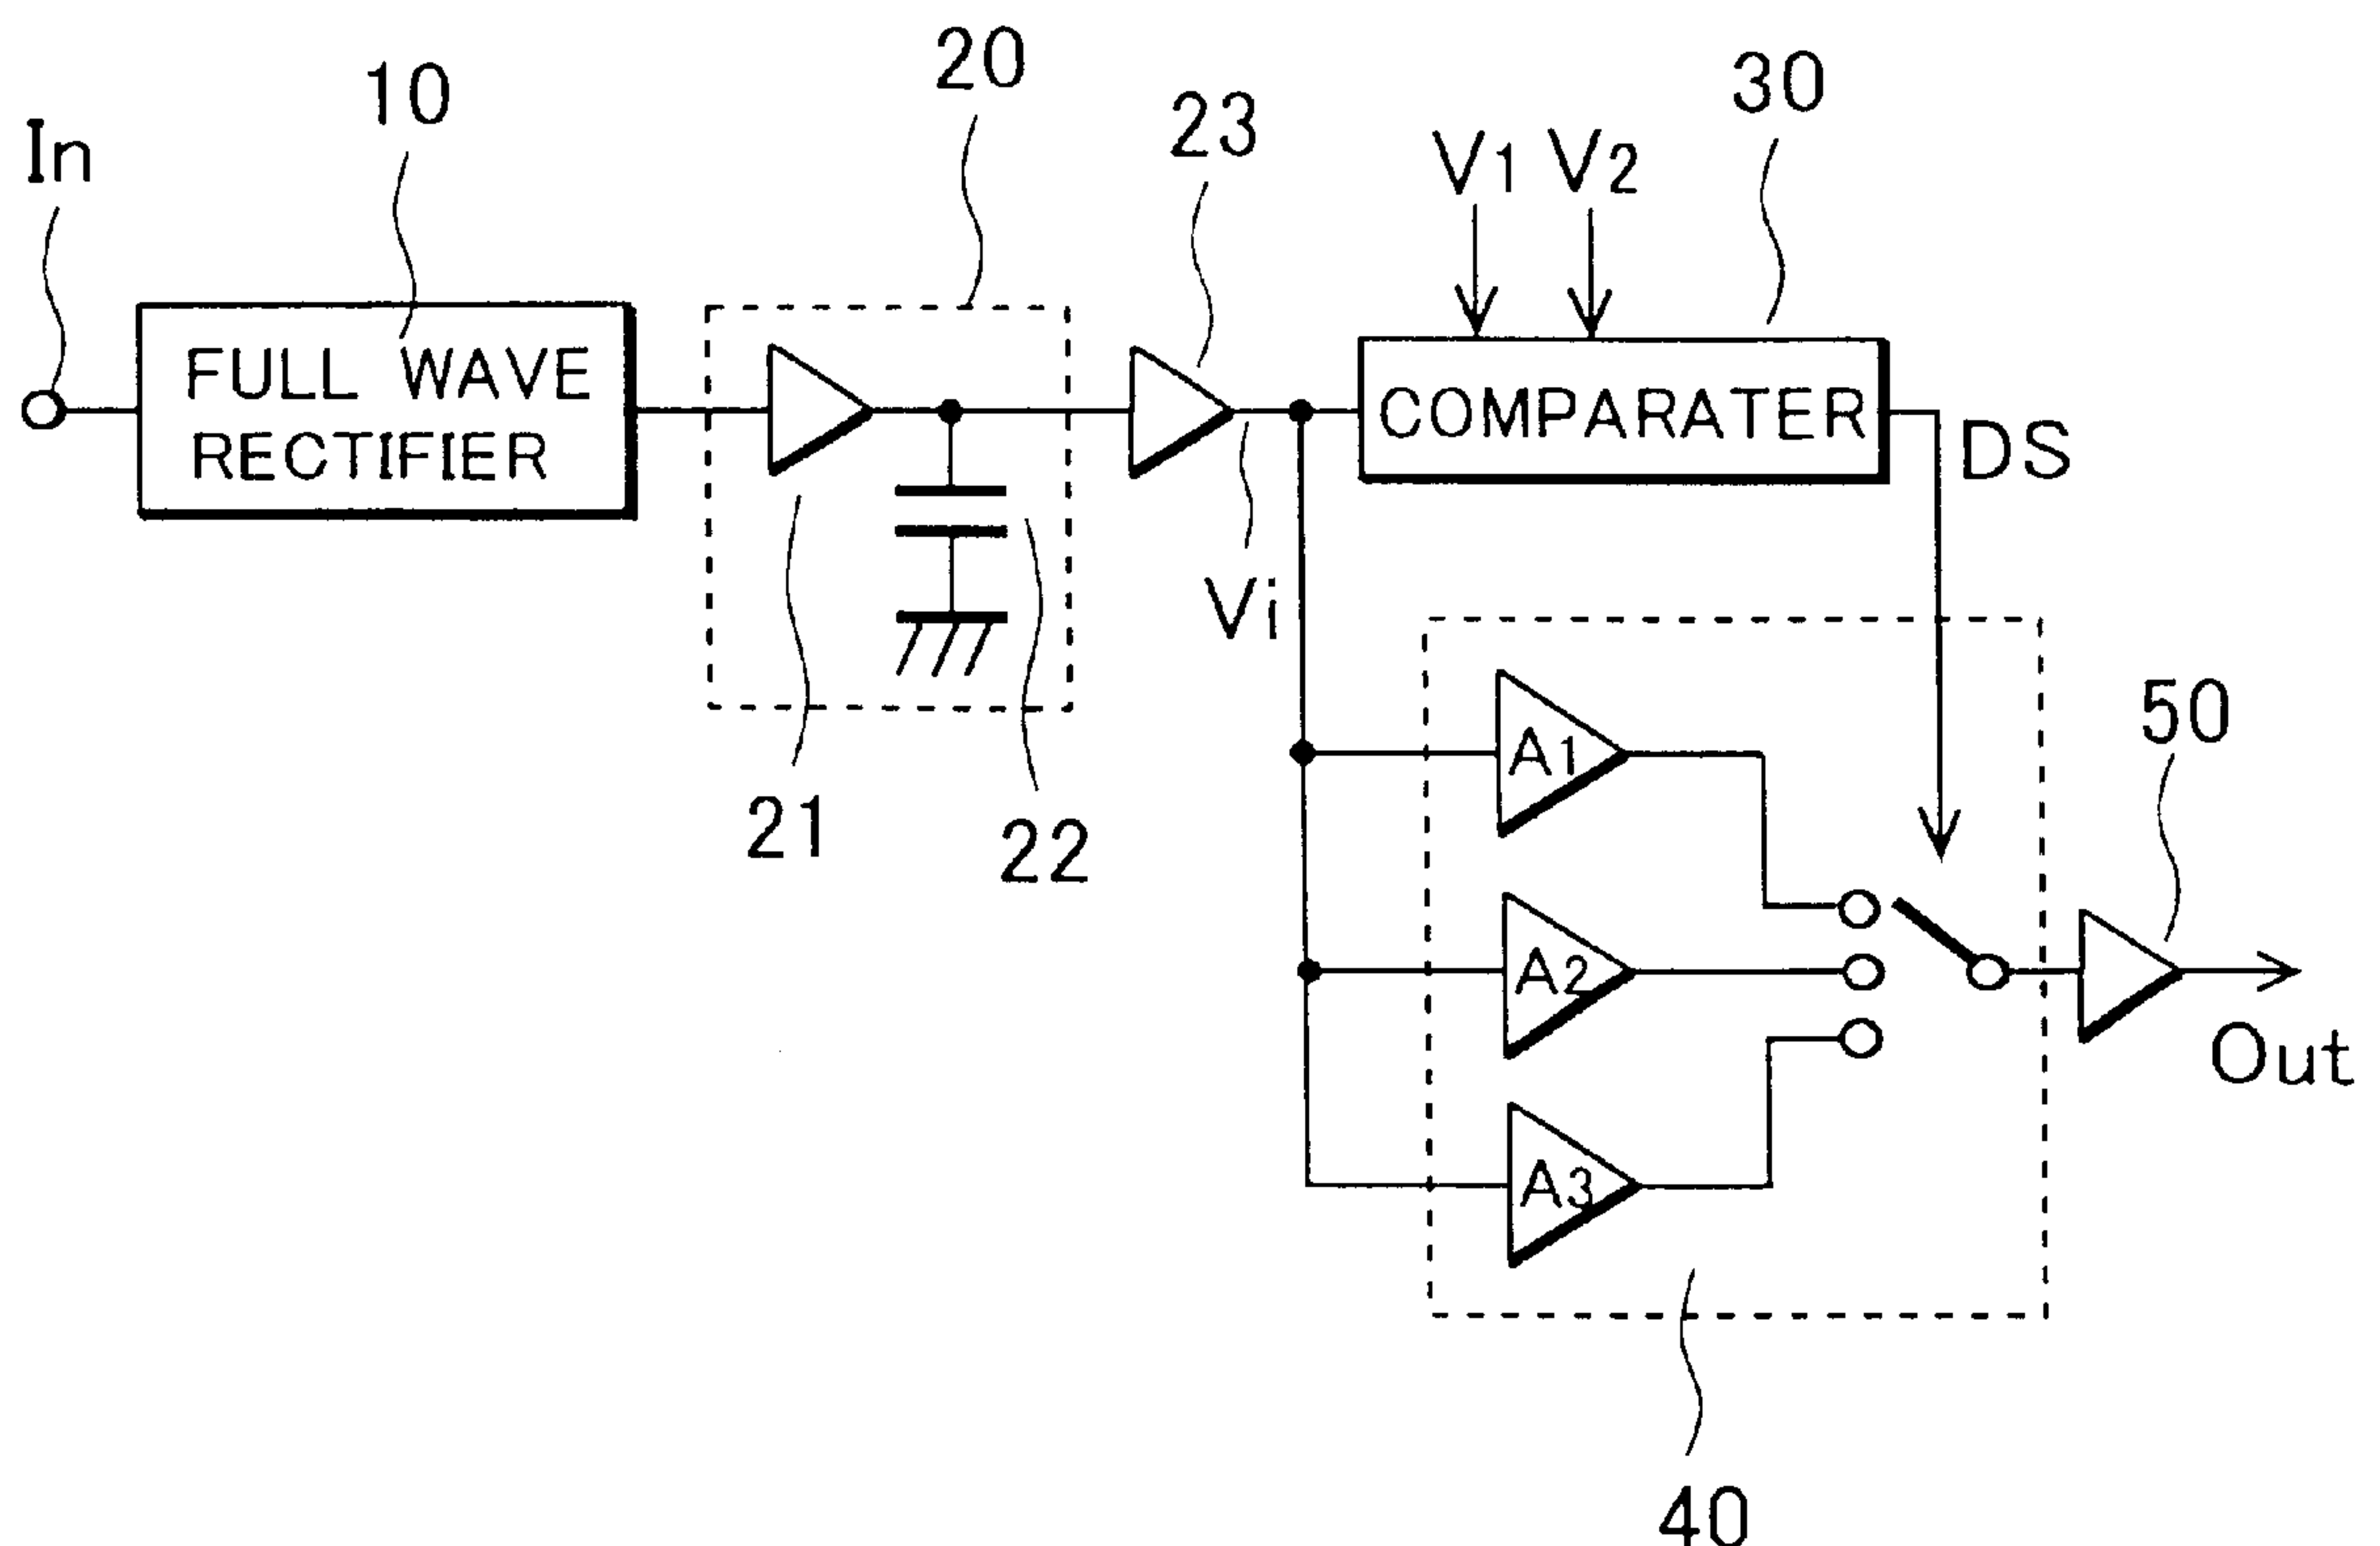 In
10
20
23
30
V1 V2
FULL WAVE
RECTIFIER
COMPARATER
DS
Vi
21
22
A1
A2
A3
50
Out
40